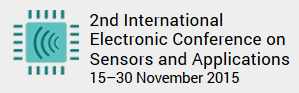 2nd International
Electronic Conference on
Sensors and Applications
15–30 November 2015